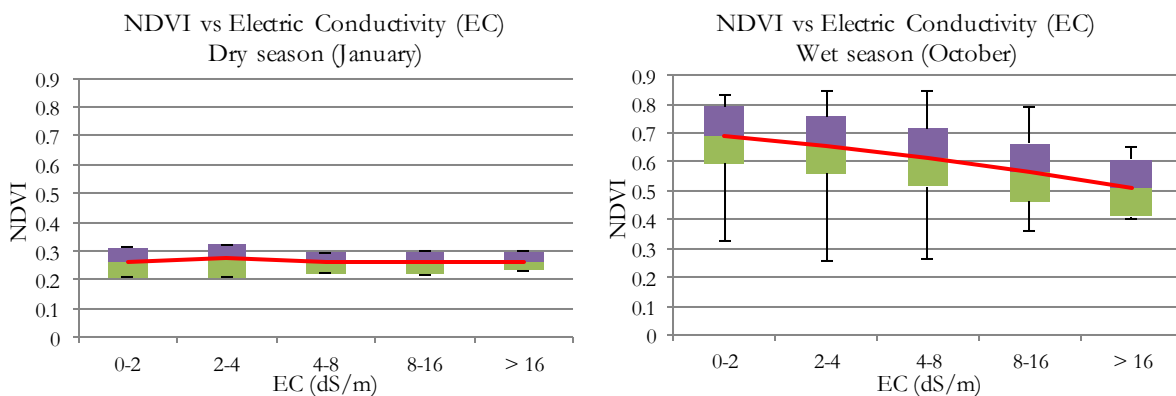 NDVI vs Electric Conductivity (EC)
Dry season (January)
0.9
0.8
0.7
0.6
0.5
0.4
0.3
0.2
0.1
0
NDVI
0-2 2-4 4-8 8-16 > 16
EC (dS/m)
NDVI vs Electric Conductivity (EC)
Wet season (October)
0.9
0.8
0.7
0.6
0.5
0.4
0.3
0.2
0.1
0
NDVI
0-2 2-4 4-8 8-16 > 16
EC (dS/m)